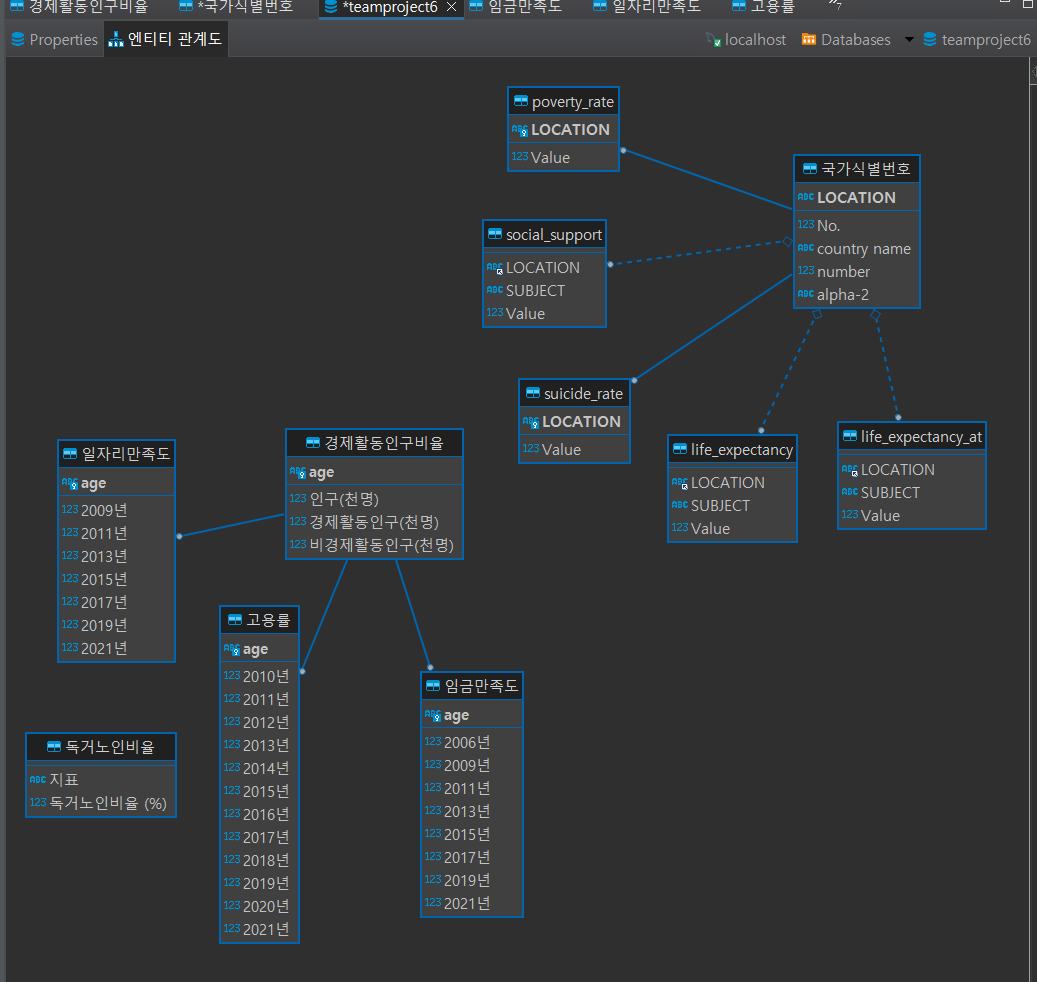 경제활동인구비율
*국가식별번호
*teamproject6
임금만족도
일자리만족도
고용률
7
Properties
엔티티 관계도
localhost
Databases
teamproject6
poverty_rate
ABC LOCATION
123 Value
국가식별번호
ABC LOCATION
123 No.
ABC country name
123 number
ABC alpha-2
social_support
ABC LOCATION
ABC SUBJECT
123 Value
suicide_rate
ABC LOCATION
123 Value
life_expectancy
ABC LOCATION
ABC SUBJECT
123 Value
life_expectancy_at
ABC LOCATION
ABC SUBJECT
123 Value
일자리만족도
ABC age
123 2009년
123 2011년
123 2013년
123 2015년
123 2017년
123 2019년
123 2021년
경제활동인구비율
ABC age
123 인구(천명)
123 경제활동인구(천명)
123 비경제활동인구(천명)
고용률
ABC age
123 2010년
123 2011년
123 2012년
123 2013년
123 2014년
123 2015년
123 2016년
123 2017년
123 2018년
123 2019년
123 2020년
123 2021년
임금만족도
ABC age
123 2006년
123 2009년
123 2011년
123 2013년
123 2015년
123 2017년
123 2019년
123 2021년
독거노인비율
ABC 지표
123 독거노인비율 (%)